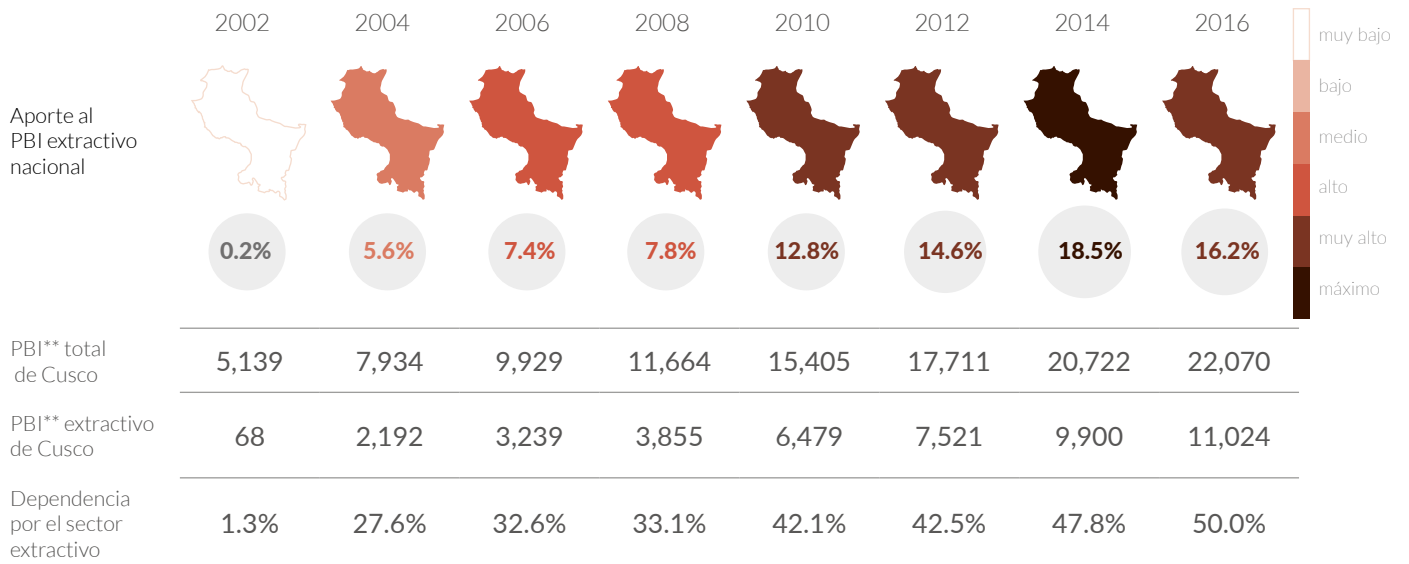 2002 2004 2006 2008 2010 2012 2014 2016
muy bajo
bajo
medio
alto
muy alto
máximo
Aporte al
PBI extractivo
nacional
0.2% 5.6% 7.4% 7.8% 12.8% 14.6% 18.5% 16.2%
PBI** total
de Cusco
5,139 7,934 9,929 11,664 15,405 17,711 20,722 22,070
PBI** extractivo
de Cusco
68 2,192 3,239 3,855 6,479 7,521 9,900 11,024
Dependencia
por el sector
extractivo
1.3% 27.6% 32.6% 33.1% 42.1% 42.5% 47.8% 50.0%